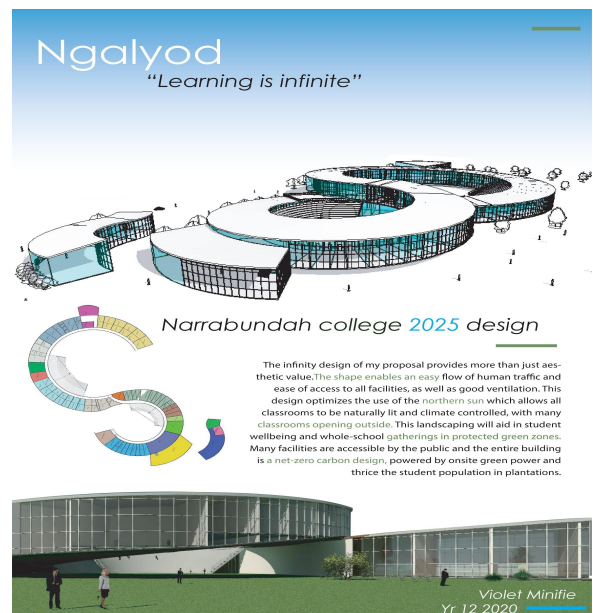 Ngalyod
“Learning is infinite”
Narrabundah college 2025 design
The infinity design of my proposal provides more than just aes-
thetic value.The shape enables an easy flow of human traffic and
ease of access to all facilities, as well as good ventilation. This
design optimizes the use of the northern sun which allows all
classrooms to be naturally lit and climate controlled, with many
classrooms opening outside. This landscaping will aid in student
wellbeing and whole-school gatherings in protected green zones.
Many facilities are accessible by the public and the entire building
is a net-zero carbon design, powered by onsite green power and
thrice the student population in plantations.
Violet Minifie
Yr 12 2020